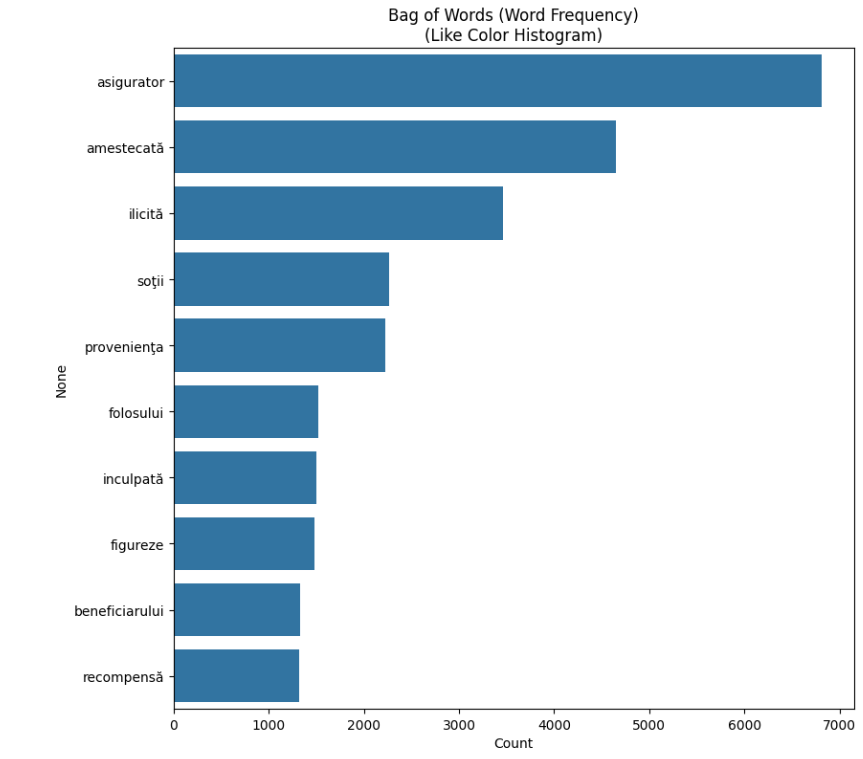 Bag of Words (Word Frequency)
(Like Color Histogram)
asigurator
amestecată
ilicită
soţii
provenienţa
folosului
inculpată
figureze
beneficiarului
recompensă
None
0 1000 2000 3000 4000 5000 6000 7000
Count